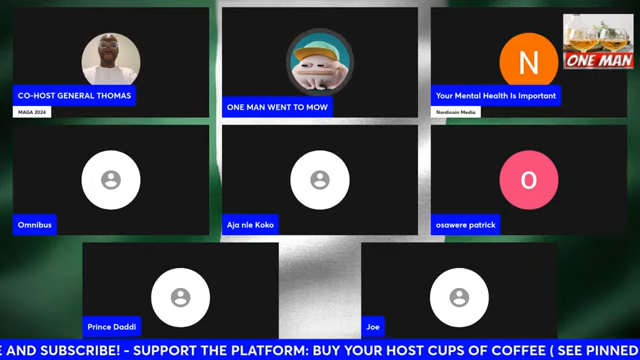 ONE MAN
CO-HOST GENERAL THOMAS
MAGA 2024
ONE MAN WENT TO MOW
N
Your Mental Health Is Important
Nordicoin Media
Omnibus
Aja nle Koko
O
osawere patrick
Prince Daddi
Joe
E AND SUBSCRIBE! - SUPPORT THE PLATFORM: BUY YOUR HOST CUPS OF COFFEE ( SEE PINNED